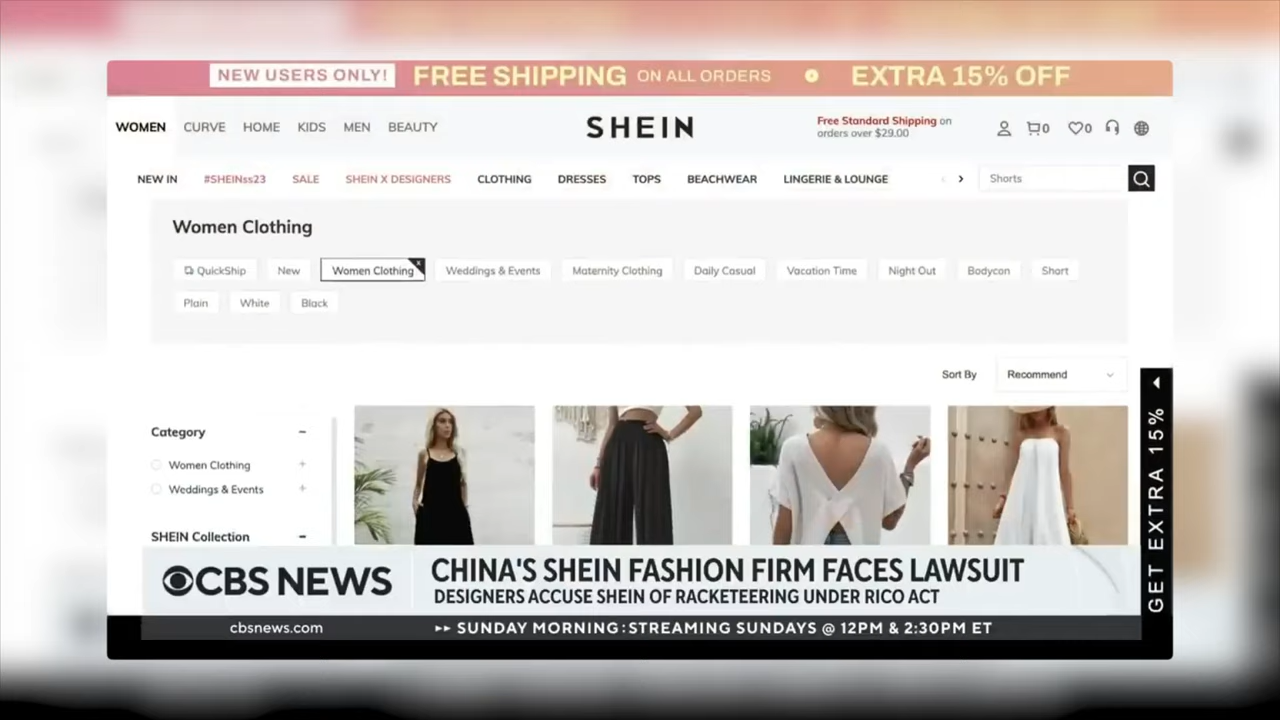 NEW USERS ONLY! FREE SHIPPING ON ALL ORDERS EXTRA 15% OFF
WOMEN CURVE HOME KIDS MEN BEAUTY
SHEIN
Free Standard Shipping on
orders over $29.00
0 0
NEW IN #SHEINss23 SALE SHEIN X DESIGNERS CLOTHING DRESSES TOPS BEACHWEAR LINGERIE & LOUNGE
Shorts
Women Clothing
QuickShip New Women Clothing x Weddings & Events Maternity Clothing Daily Casual Vacation Time Night Out Bodycon Short
Plain White Black
Sort By Recommend
Category
Women Clothing
Weddings & Events
SHEIN Collection
GET EXTRA 15%
CBS NEWS
CHINA'S SHEIN FASHION FIRM FACES LAWSUIT
DESIGNERS ACCUSE SHEIN OF RACKETEERING UNDER RICO ACT
cbsnews.com
SUNDAY MORNING: STREAMING SUNDAYS @ 12PM & 2:30PM ET